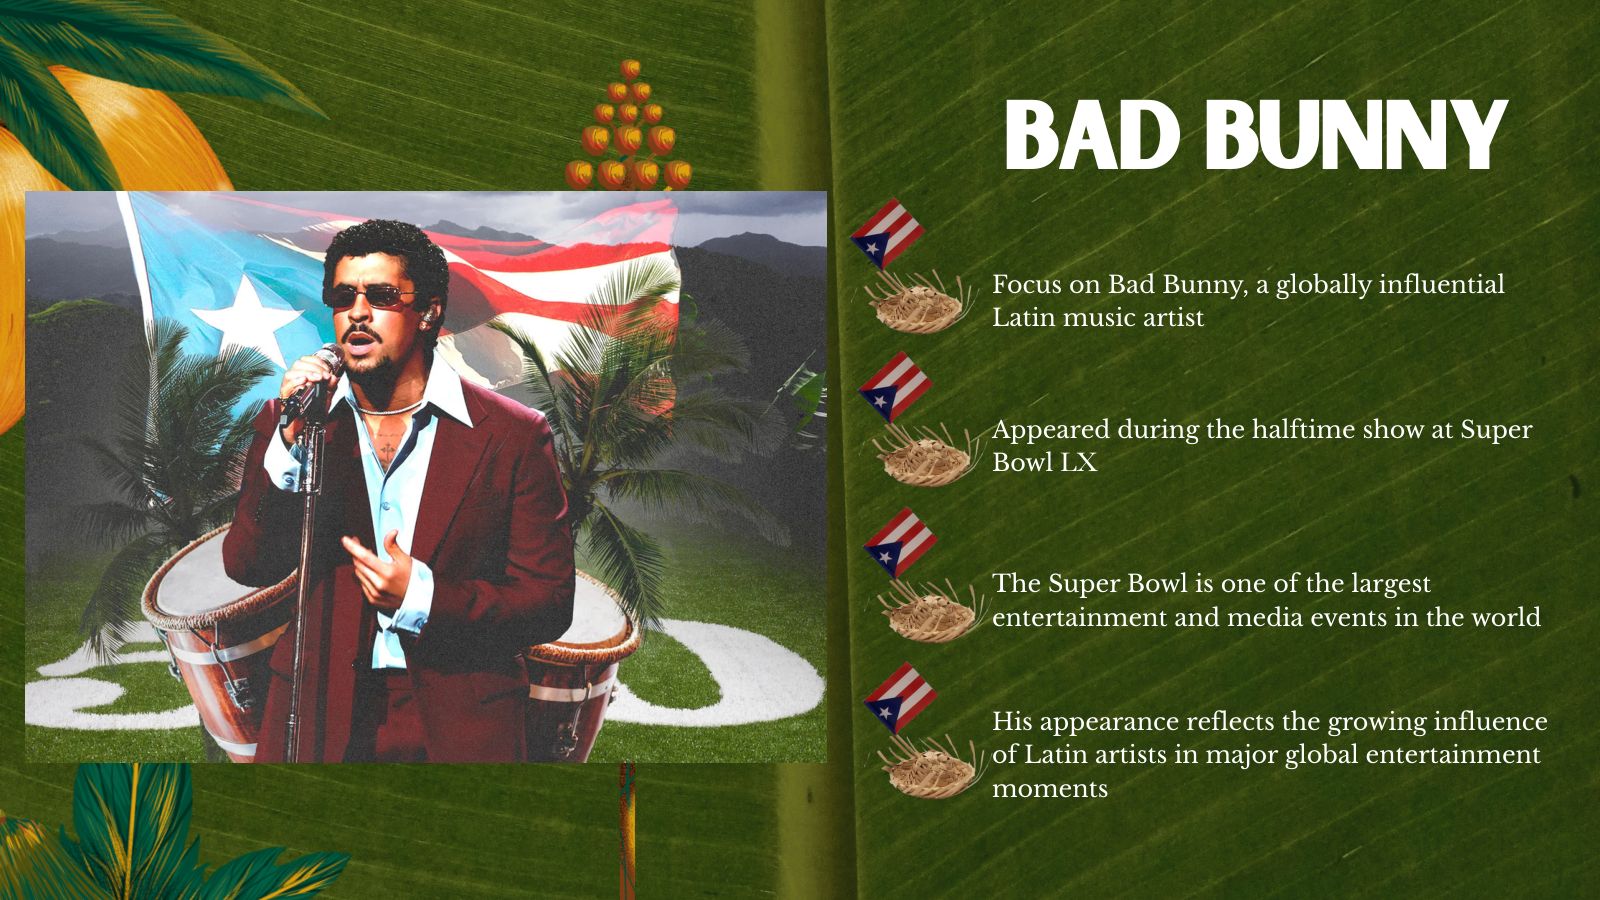 BAD BUNNY
Focus on Bad Bunny, a globally influential
Latin music artist
Appeared during the halftime show at Super
Bowl LX
The Super Bowl is one of the largest
entertainment and media events in the world
His appearance reflects the growing influence
of Latin artists in major global entertainment
moments